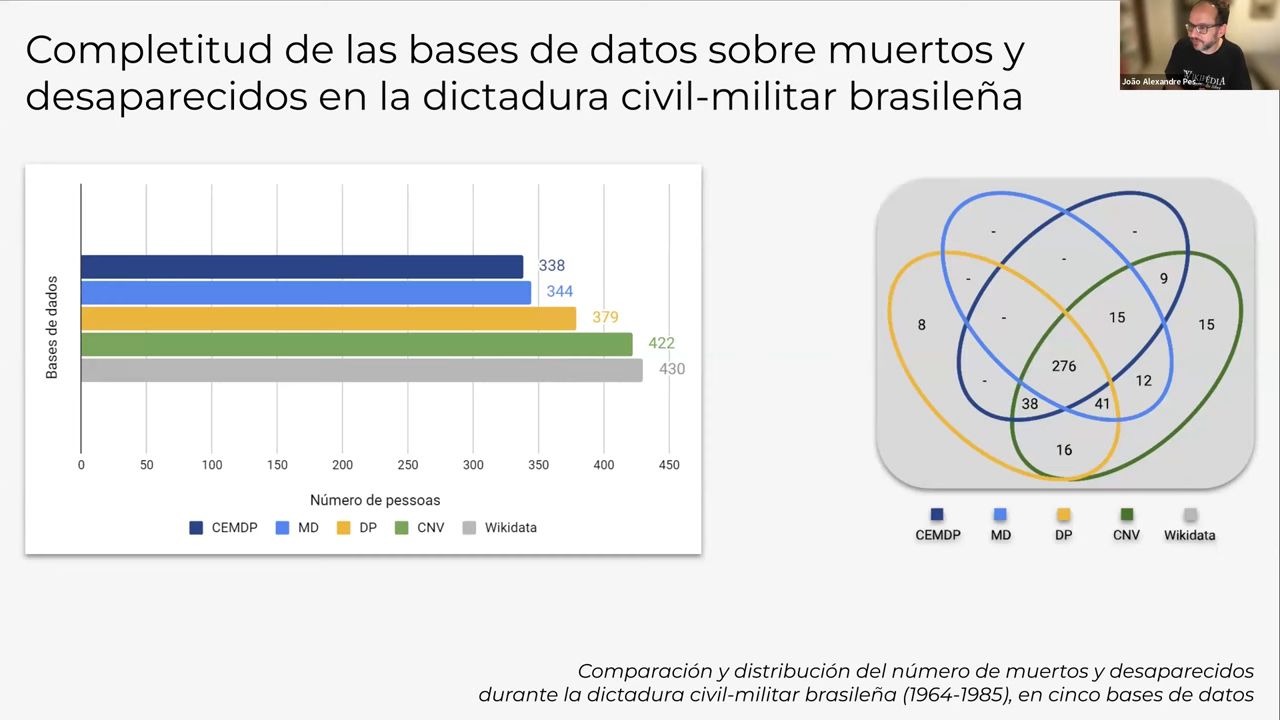 Completitud de las bases de datos sobre muertos y
desaparecidos en la dictadura civil-militar brasileña
João Alexandre Pes
Bases de dados
338
344
379
422
430
0 50 100 150 200 250 300 350 400 450
Número de pessoas
CEMDP MD DP CNV Wikidata
- -
-
- 9
8 - 15 15
276
- 12
38 41
16
CEMDP MD DP CNV Wikidata
Comparación y distribución del número de muertos y desaparecidos
durante la dictadura civil-militar brasileña (1964-1985), en cinco bases de datos